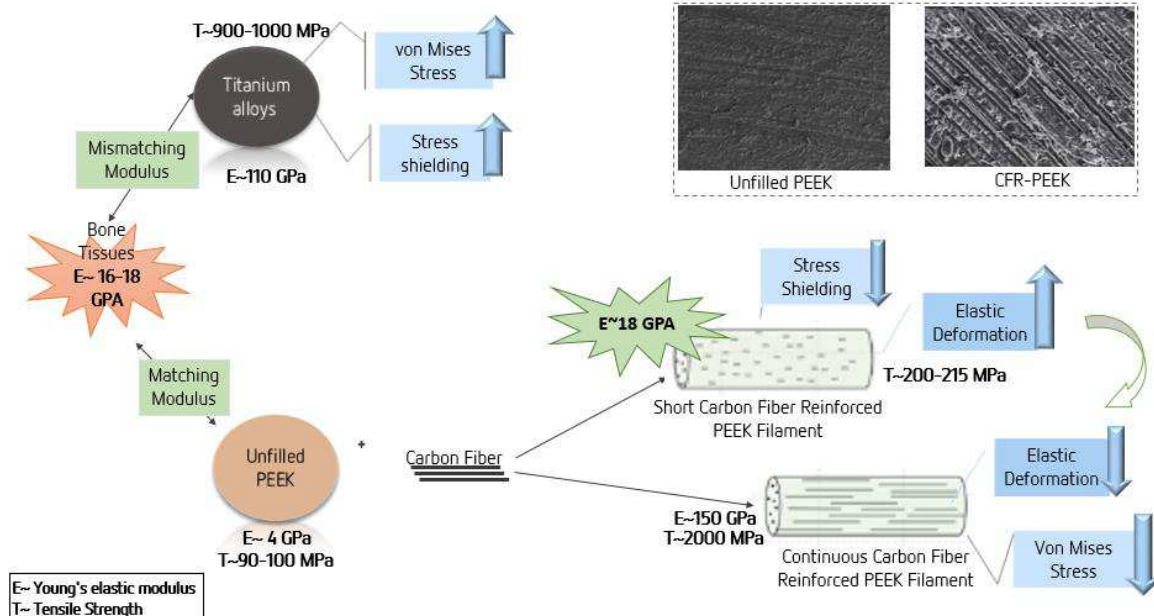 T~900-1000 MPa
von Mises
Stress
Titanium
alloys
Stress
shielding
E~110 GPa
Mismatching
Modulus
Bone
Tissues
E~ 16-18
GPA
Matching
Modulus
Unfilled
PEEK
E~ 4 GPa
T~90-100 MPa
+
Carbon Fiber
Unfilled PEEK
CFR-PEEK
Stress
Shielding
E~18 GPA
Elastic
Deformation
T~200-215 MPa
Short Carbon Fiber Reinforced
PEEK Filament
E~150 GPa
T~2000 MPa
Elastic
Deformation
Continuous Carbon Fiber
Reinforced PEEK Filament
Von Mises
Stress
E~ Young's elastic modulus
T~ Tensile Strength